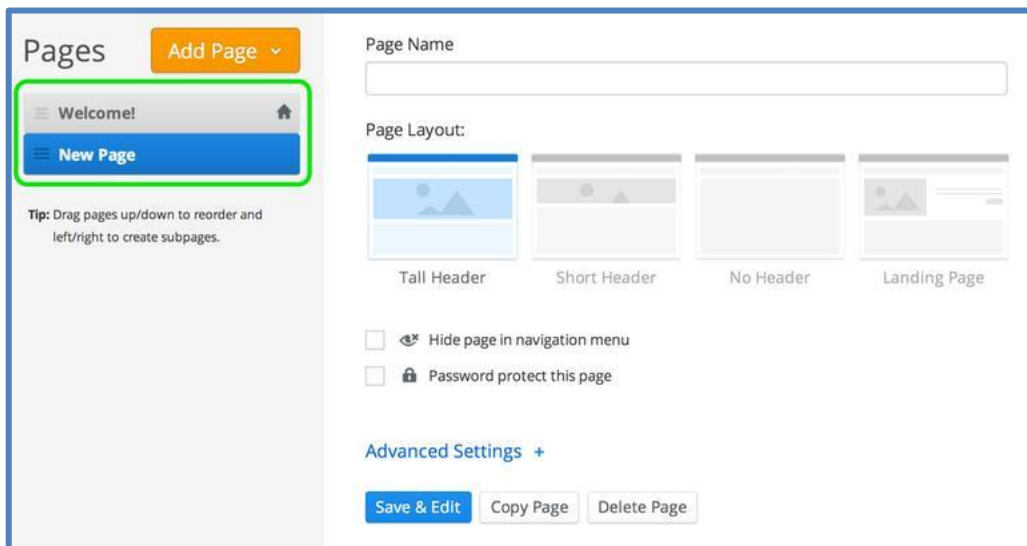 Pages
Add Page
Welcome!
New Page
Tip: Drag pages up/down to reorder and
left/right to create subpages.
Page Name
Page Layout:
Tall Header
Short Header
No Header
Landing Page
Hide page in navigation menu
Password protect this page
Advanced Settings +
Save & Edit
Copy Page
Delete Page